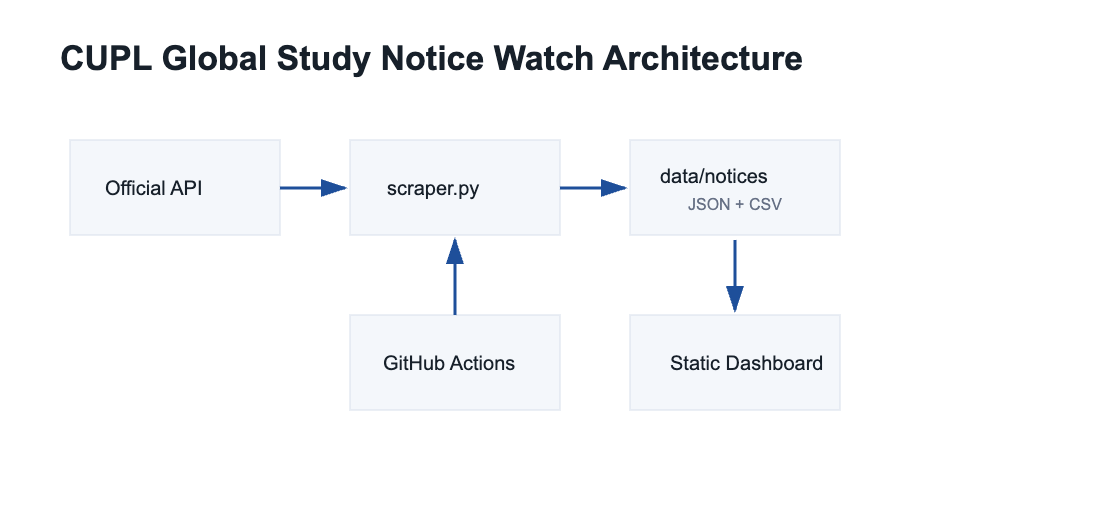 CUPL Global Study Notice Watch Architecture
Official API
scraper.py
data/notices
JSON + CSV
GitHub Actions
Static Dashboard